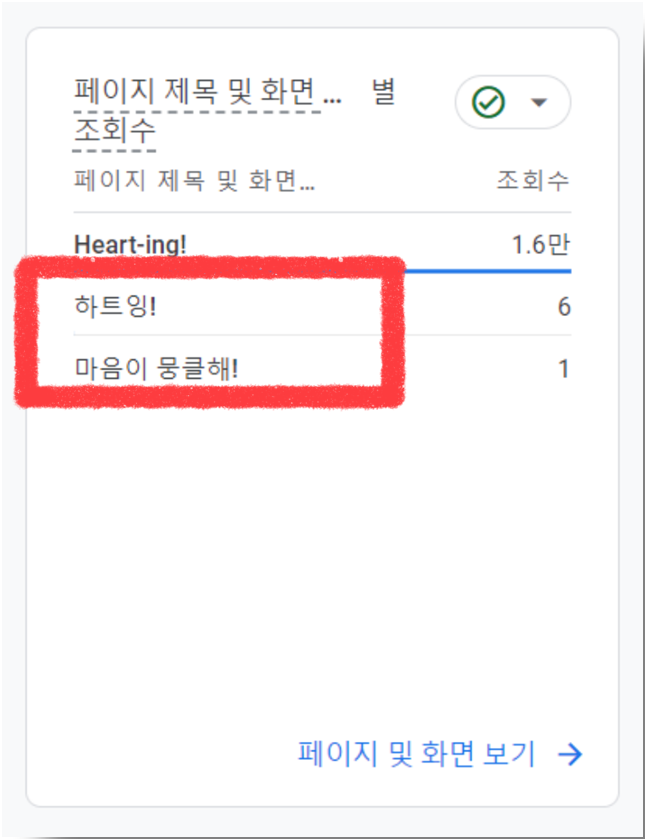 페이지 제목 및 화면 ... 별
조회수
페이지 제목 및 화면... 조회수
Heart-ing! 1.6만
하트잉! 6
마음이 뭉클해! 1
페이지 및 화면 보기 →